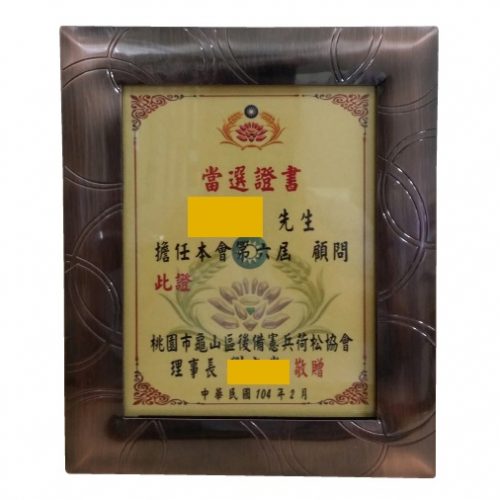 當選證書
先生
擔任本會第六屆 顧問
此證
桃園市龜山區後備憲兵荷松協會
理事長 敬贈
中華民國104年2月